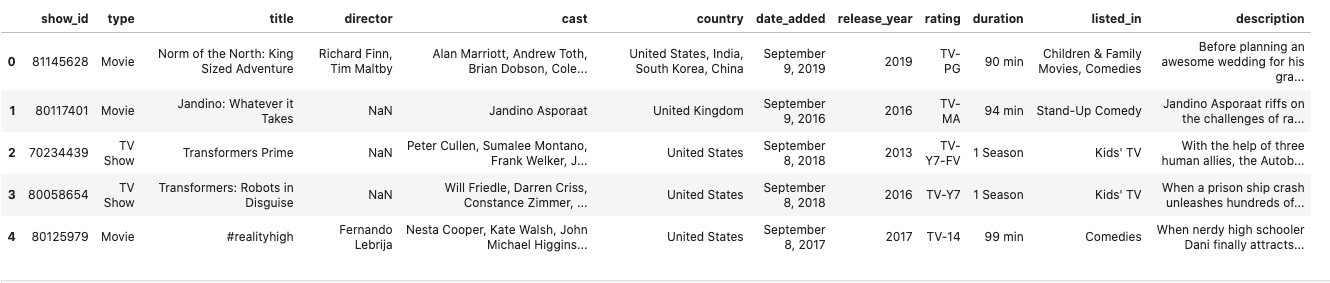 show_id type title director cast country date_added release_year rating duration listed_in description
0 81145628 Movie Norm of the North: King Sized Adventure Richard Finn, Tim Maltby Alan Marriott, Andrew Toth, Brian Dobson, Cole... United States, India, South Korea, China September 9, 2019 2019 TV-PG 90 min Children & Family Movies, Comedies Before planning an awesome wedding for his gra...
1 80117401 Movie Jandino: Whatever it Takes NaN Jandino Asporaat United Kingdom September 9, 2016 2016 TV-MA 94 min Stand-Up Comedy Jandino Asporaat riffs on the challenges of ra...
2 70234439 TV Show Transformers Prime NaN Peter Cullen, Sumalee Montano, Frank Welker, J... United States September 8, 2018 2013 TV-Y7-FV 1 Season Kids' TV With the help of three human allies, the Autob...
3 80058654 TV Show Transformers: Robots in Disguise NaN Will Friedle, Darren Criss, Constance Zimmer, ... United States September 8, 2018 2016 TV-Y7 1 Season Kids' TV When a prison ship crash unleashes hundreds of...
4 80125979 Movie #realityhigh Fernando Lebrija Nesta Cooper, Kate Walsh, John Michael Higgins... United States September 8, 2017 2017 TV-14 99 min Comedies When nerdy high schooler Dani finally attracts...